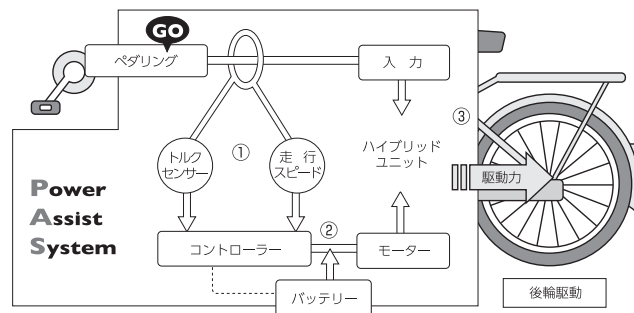 GO
ペダリング
入 力
③
トルク
センサー
①
走 行
スピード
ハイブリッド
ユニット
駆動力
Power
Assist
System
②
コントローラー
モーター
バッテリー
後輪駆動